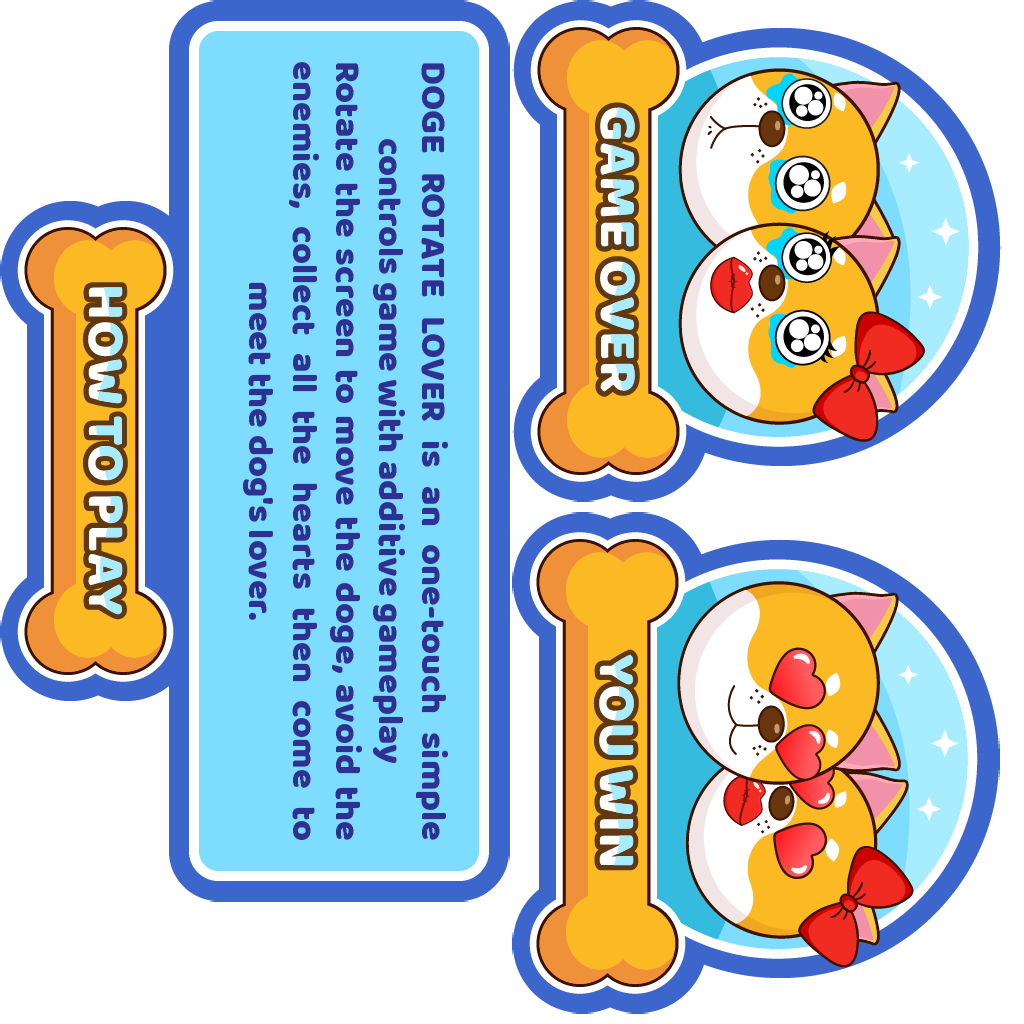 HOW TO PLAY
DOGE ROTATE LOVER is an one-touch simple
controls game with additive gameplay
Rotate the screen to move the doge, avoid the
enemies, collect all the hearts then come to
meet the dog's lover.
GAME OVER
YOU WIN